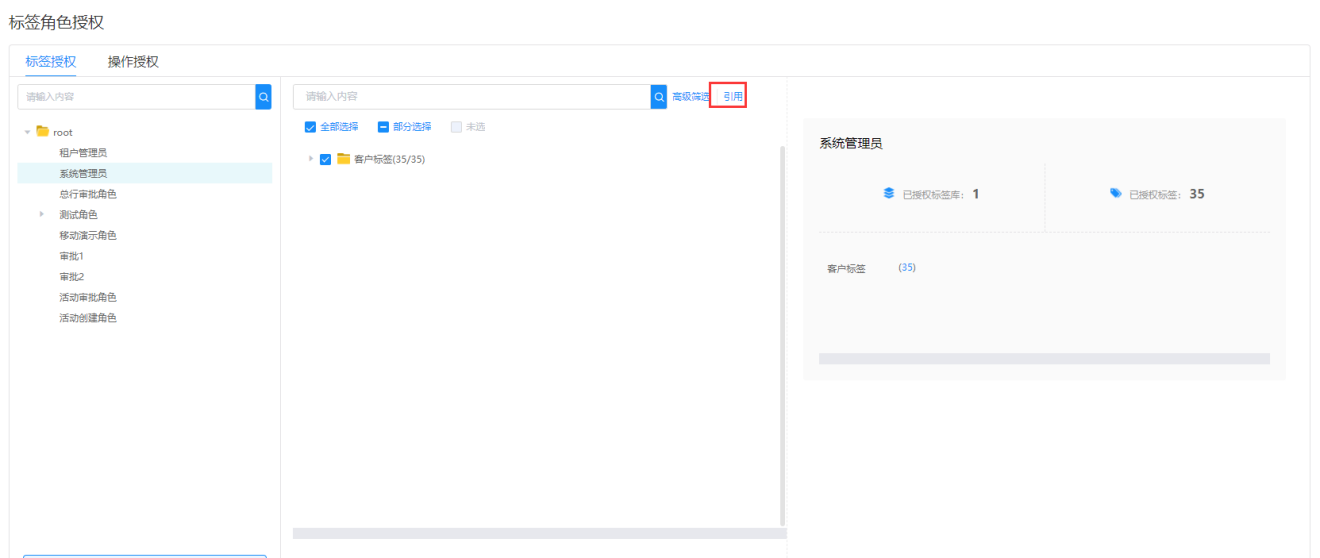 标签角色授权
标签授权 操作授权
请输入内容
root
租户管理员
系统管理员
总行审批角色
测试角色
移动演示角色
审批1
审批2
活动审批角色
活动创建角色
请输入内容 高级筛选 引用
全部选择 部分选择 未选
客户标签(35/35)
系统管理员
已授权标签库: 1 已授权标签: 35
客户标签 (35)